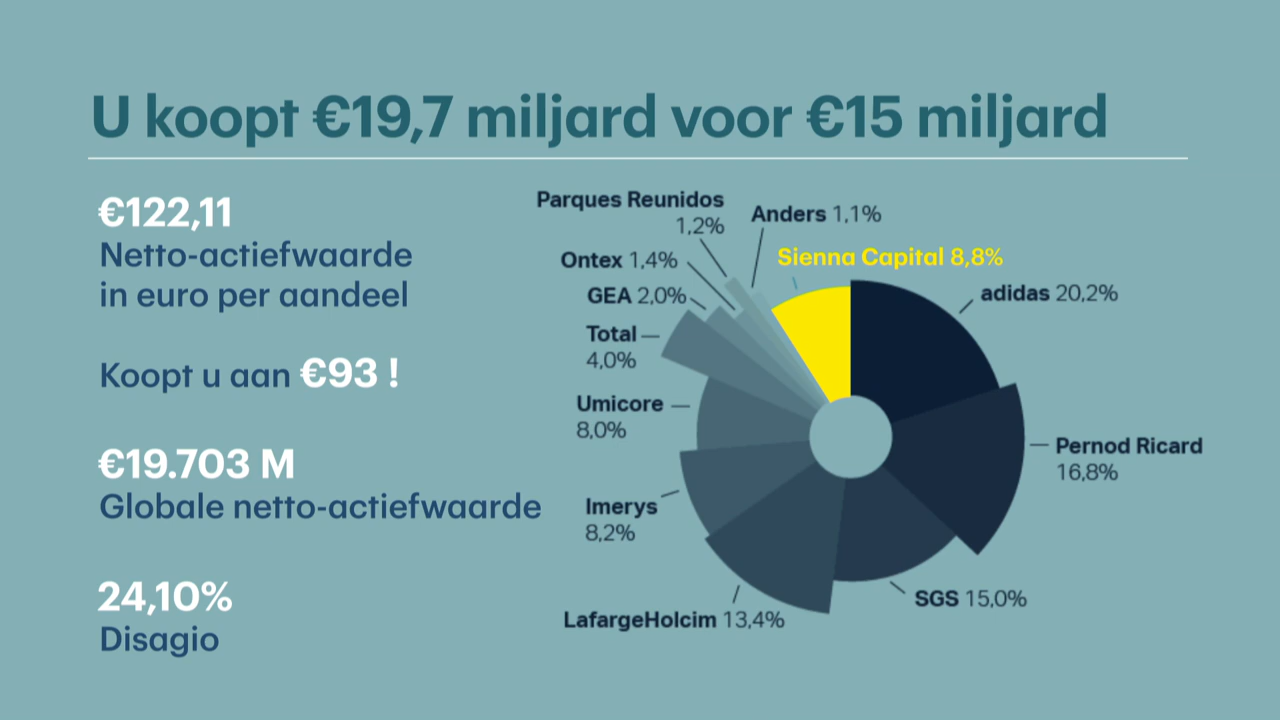 U koopt €19,7 miljard voor €15 miljard
€122,11
Netto-actiefwaarde
in euro per aandeel
Koopt u aan €93 !
€19.703 M
Globale netto-actiefwaarde
24,10%
Disagio
Parques Reunidos
1,2%
Anders 1,1%
Sienna Capital 8,8%
Ontex 1,4%
GEA 2,0%
adidas 20,2%
Total
4,0%
Umicore
8,0%
Pernod Ricard
16,8%
Imerys
8,2%
SGS 15,0%
LafargeHolcim 13,4%